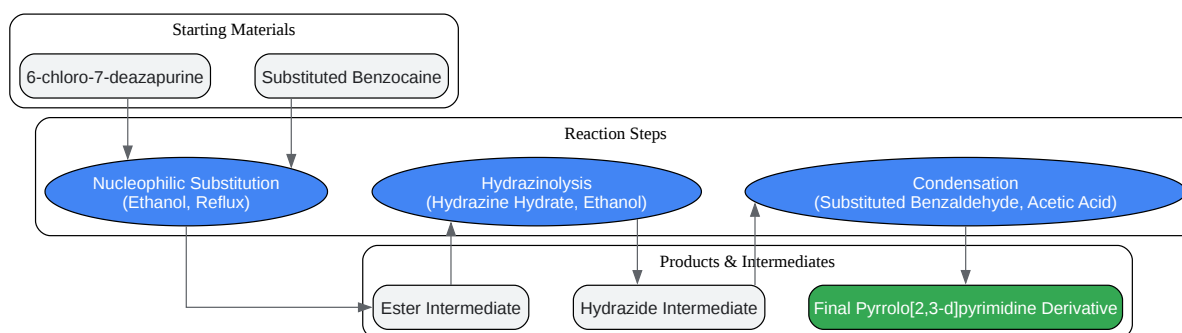 Starting Materials
6-chloro-7-deazapurine
Substituted Benzocaine
Reaction Steps
Nucleophilic Substitution
(Ethanol, Reflux)
Hydrazinolysis
(Hydrazine Hydrate, Ethanol)
Condensation
(Substituted Benzaldehyde, Acetic Acid)
Products & Intermediates
Ester Intermediate
Hydrazide Intermediate
Final Pyrrolo[2,3-d]pyrimidine Derivative